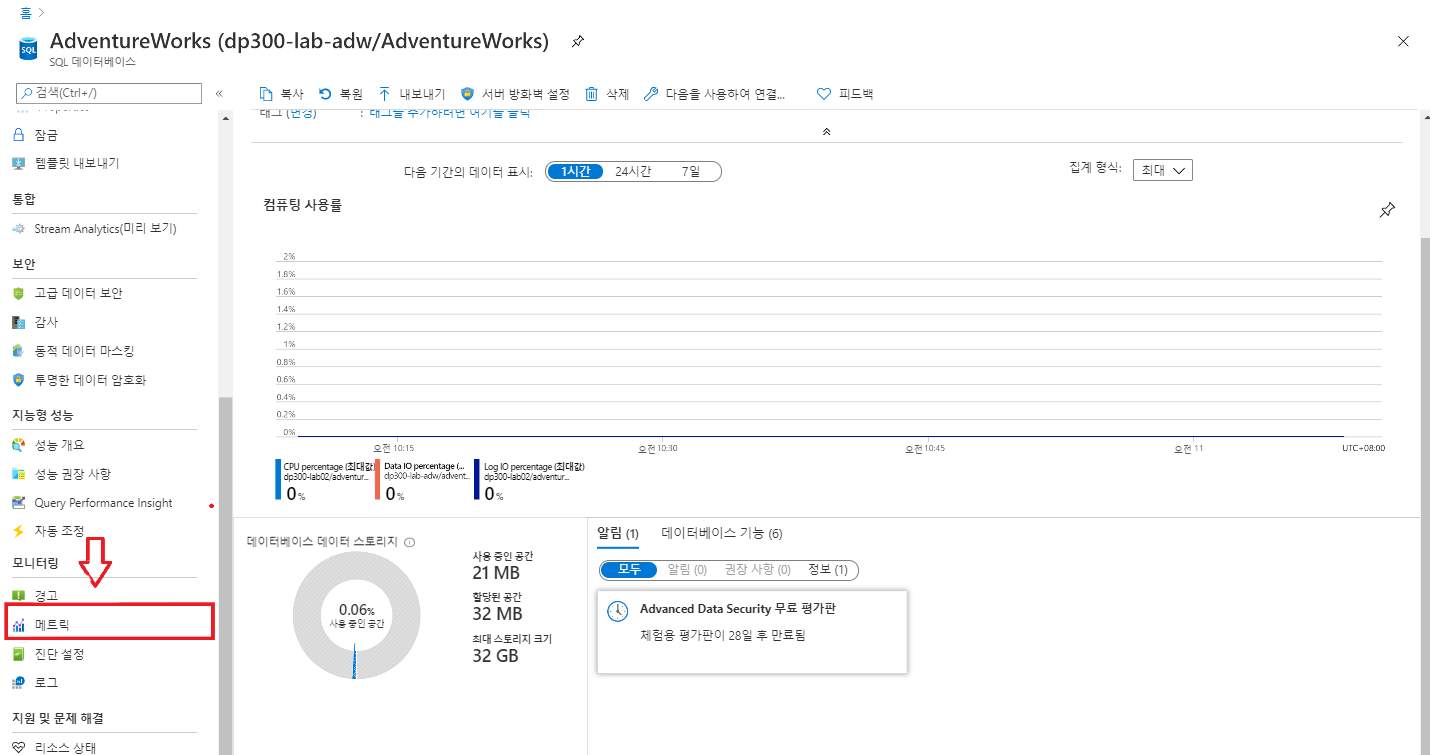 홈 >
AdventureWorks (dp300-lab-adw/AdventureWorks)
SQL 데이터베이스
검색(Ctrl+/)
«
복사
복원
내보내기
서버 방화벽 설정
삭제
다음을 사용하여 연결...
피드백
Properties
잠금
템플릿 내보내기
통합
Stream Analytics(미리 보기)
보안
고급 데이터 보안
감사
동적 데이터 마스킹
투명한 데이터 암호화
지능형 성능
성능 개요
성능 권장 사항
Query Performance Insight
자동 조정
모니터링
경고
메트릭
진단 설정
로그
지원 및 문제 해결
리소스 상태
태그 (변경) : 태그를 추가하려면 여기를 클릭
다음 기간의 데이터 표시: 1시간 24시간 7일
집계 형식: 최대
컴퓨팅 사용률
2%
1.8%
1.6%
1.4%
1.2%
1%
0.8%
0.6%
0.4%
0.2%
0%
오전 10:15 오전 10:30 오전 10:45 오전 11 UTC+08:00
CPU percentage (최대값)
dp300-lab02/adventur...
0 %
Data IO percentage (...
dp300-lab-adw/advent...
0 %
Log IO percentage (최대값)
dp300-lab02/adventur...
0 %
데이터베이스 데이터 스토리지
0.06%
사용 중인 공간
사용 중인 공간
21 MB
할당된 공간
32 MB
최대 스토리지 크기
32 GB
알림 (1) 데이터베이스 기능 (6)
모두 알림 (0) 권장 사항 (0) 정보 (1)
Advanced Data Security 무료 평가판
체험용 평가판이 28일 후 만료됨